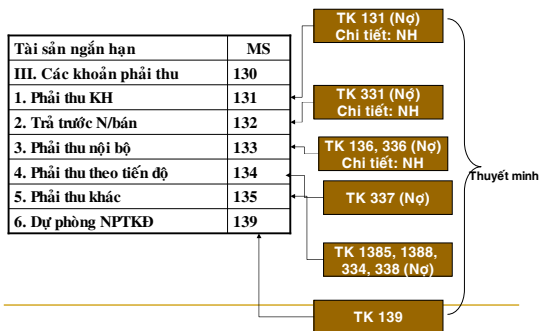 Tài sản ngắn hạn MS
III. Các khoản phải thu 130
1. Phải thu KH 131
2. Trả trước N/bán 132
3. Phải thu nội bộ 133
4. Phải thu theo tiến độ 134
5. Phải thu khác 135
6. Dự phòng NPTKĐ 139
TK 131 (Nợ)
Chi tiết: NH
TK 331 (Nợ)
Chi tiết: NH
TK 136, 336 (Nợ)
Chi tiết: NH
TK 337 (Nợ)
TK 1385, 1388,
334, 338 (Nợ)
TK 139
Thuyết minh